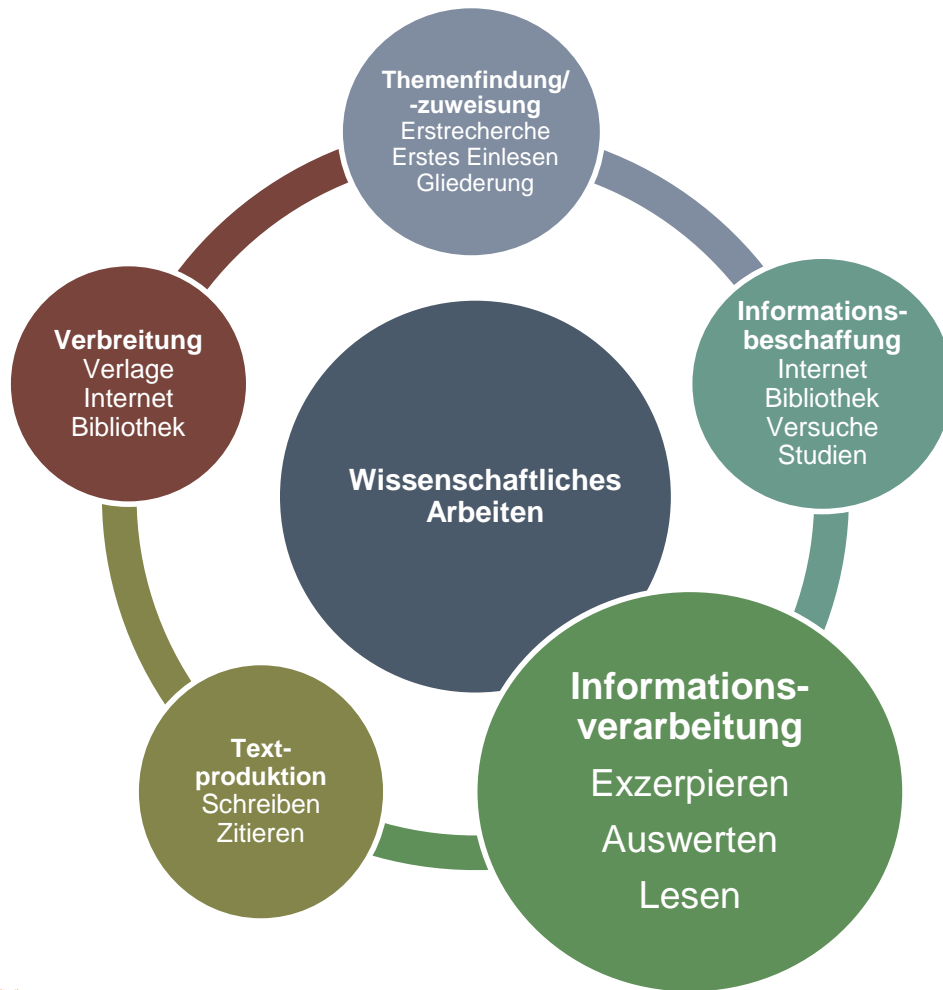 Themenfindung/
-zuweisung
Erstrecherche
Erstes Einlesen
Gliederung
Informations-
beschaffung
Internet
Bibliothek
Versuche
Studien
Verbreitung
Verlage
Internet
Bibliothek
Wissenschaftliches
Arbeiten
Informations-
verarbeitung
Exzerpieren
Auswerten
Lesen
Text-
produktion
Schreiben
Zitieren